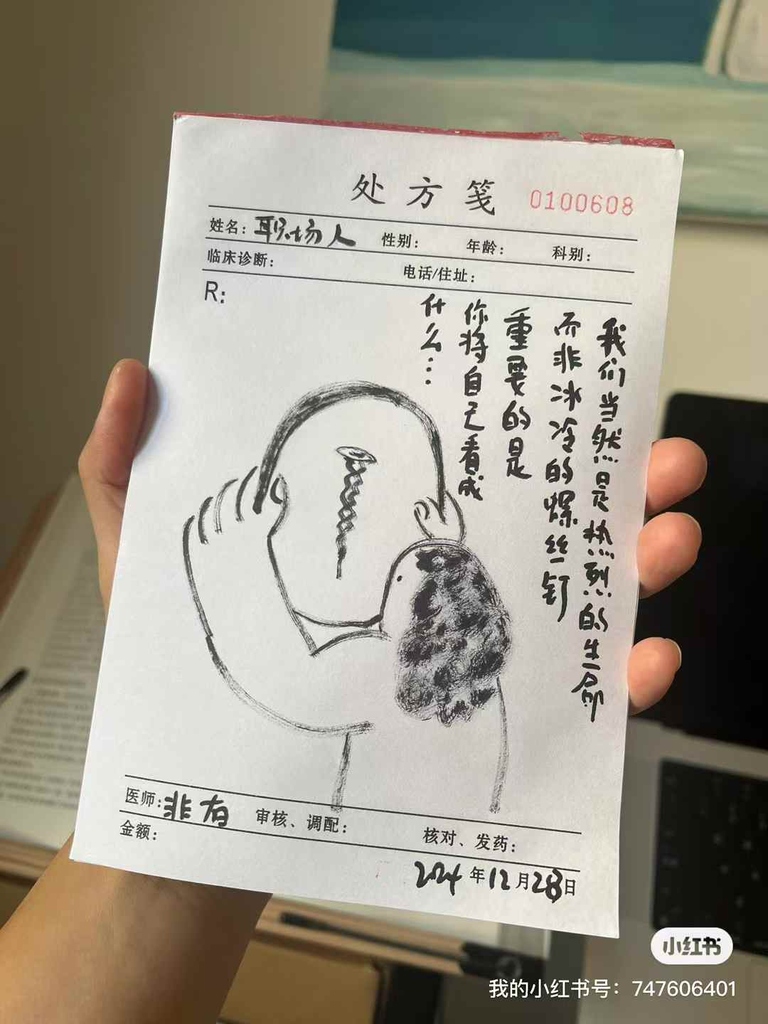 处方笺 0100608
姓名：职场人 性别： 年龄： 科别：
临床诊断： 电话/住址：
R:
我们当然是热烈的生命
而非冰冷的螺丝钉
重要的是
你将自己看成
什么…
医师：非有 审核、调配： 核对、发药：
金额：
2024年12月28日
小红书
我的小红书号：747606401